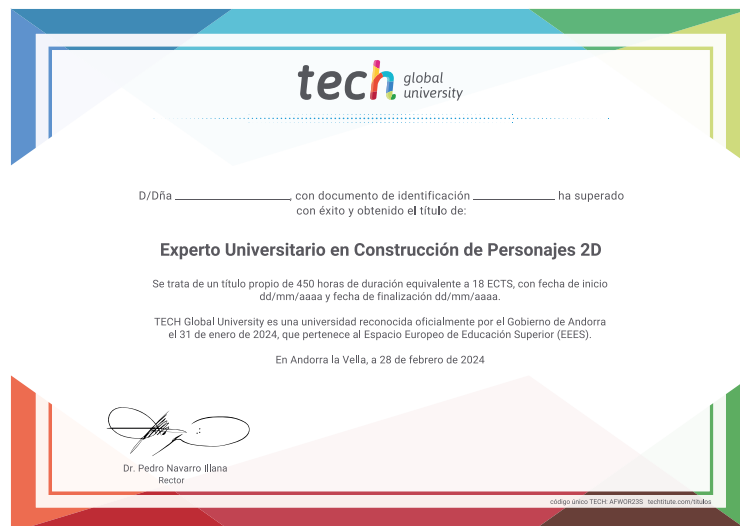 tech global
university
D/Dña ______________, con documento de identificación __________ ha superado
con éxito y obtenido el título de:
Experto Universitario en Construcción de Personajes 2D
Se trata de un título propio de 450 horas de duración equivalente a 18 ECTS, con fecha de inicio
dd/mm/aaaa y fecha de finalización dd/mm/aaaa.
TECH Global University es una universidad reconocida oficialmente por el Gobierno de Andorra
el 31 de enero de 2024, que pertenece al Espacio Europeo de Educación Superior (EEES).
En Andorra la Vella, a 28 de febrero de 2024
Dr. Pedro Navarro Illana
Rector
código único TECH: AFWOR23S techtitute.com/titulos